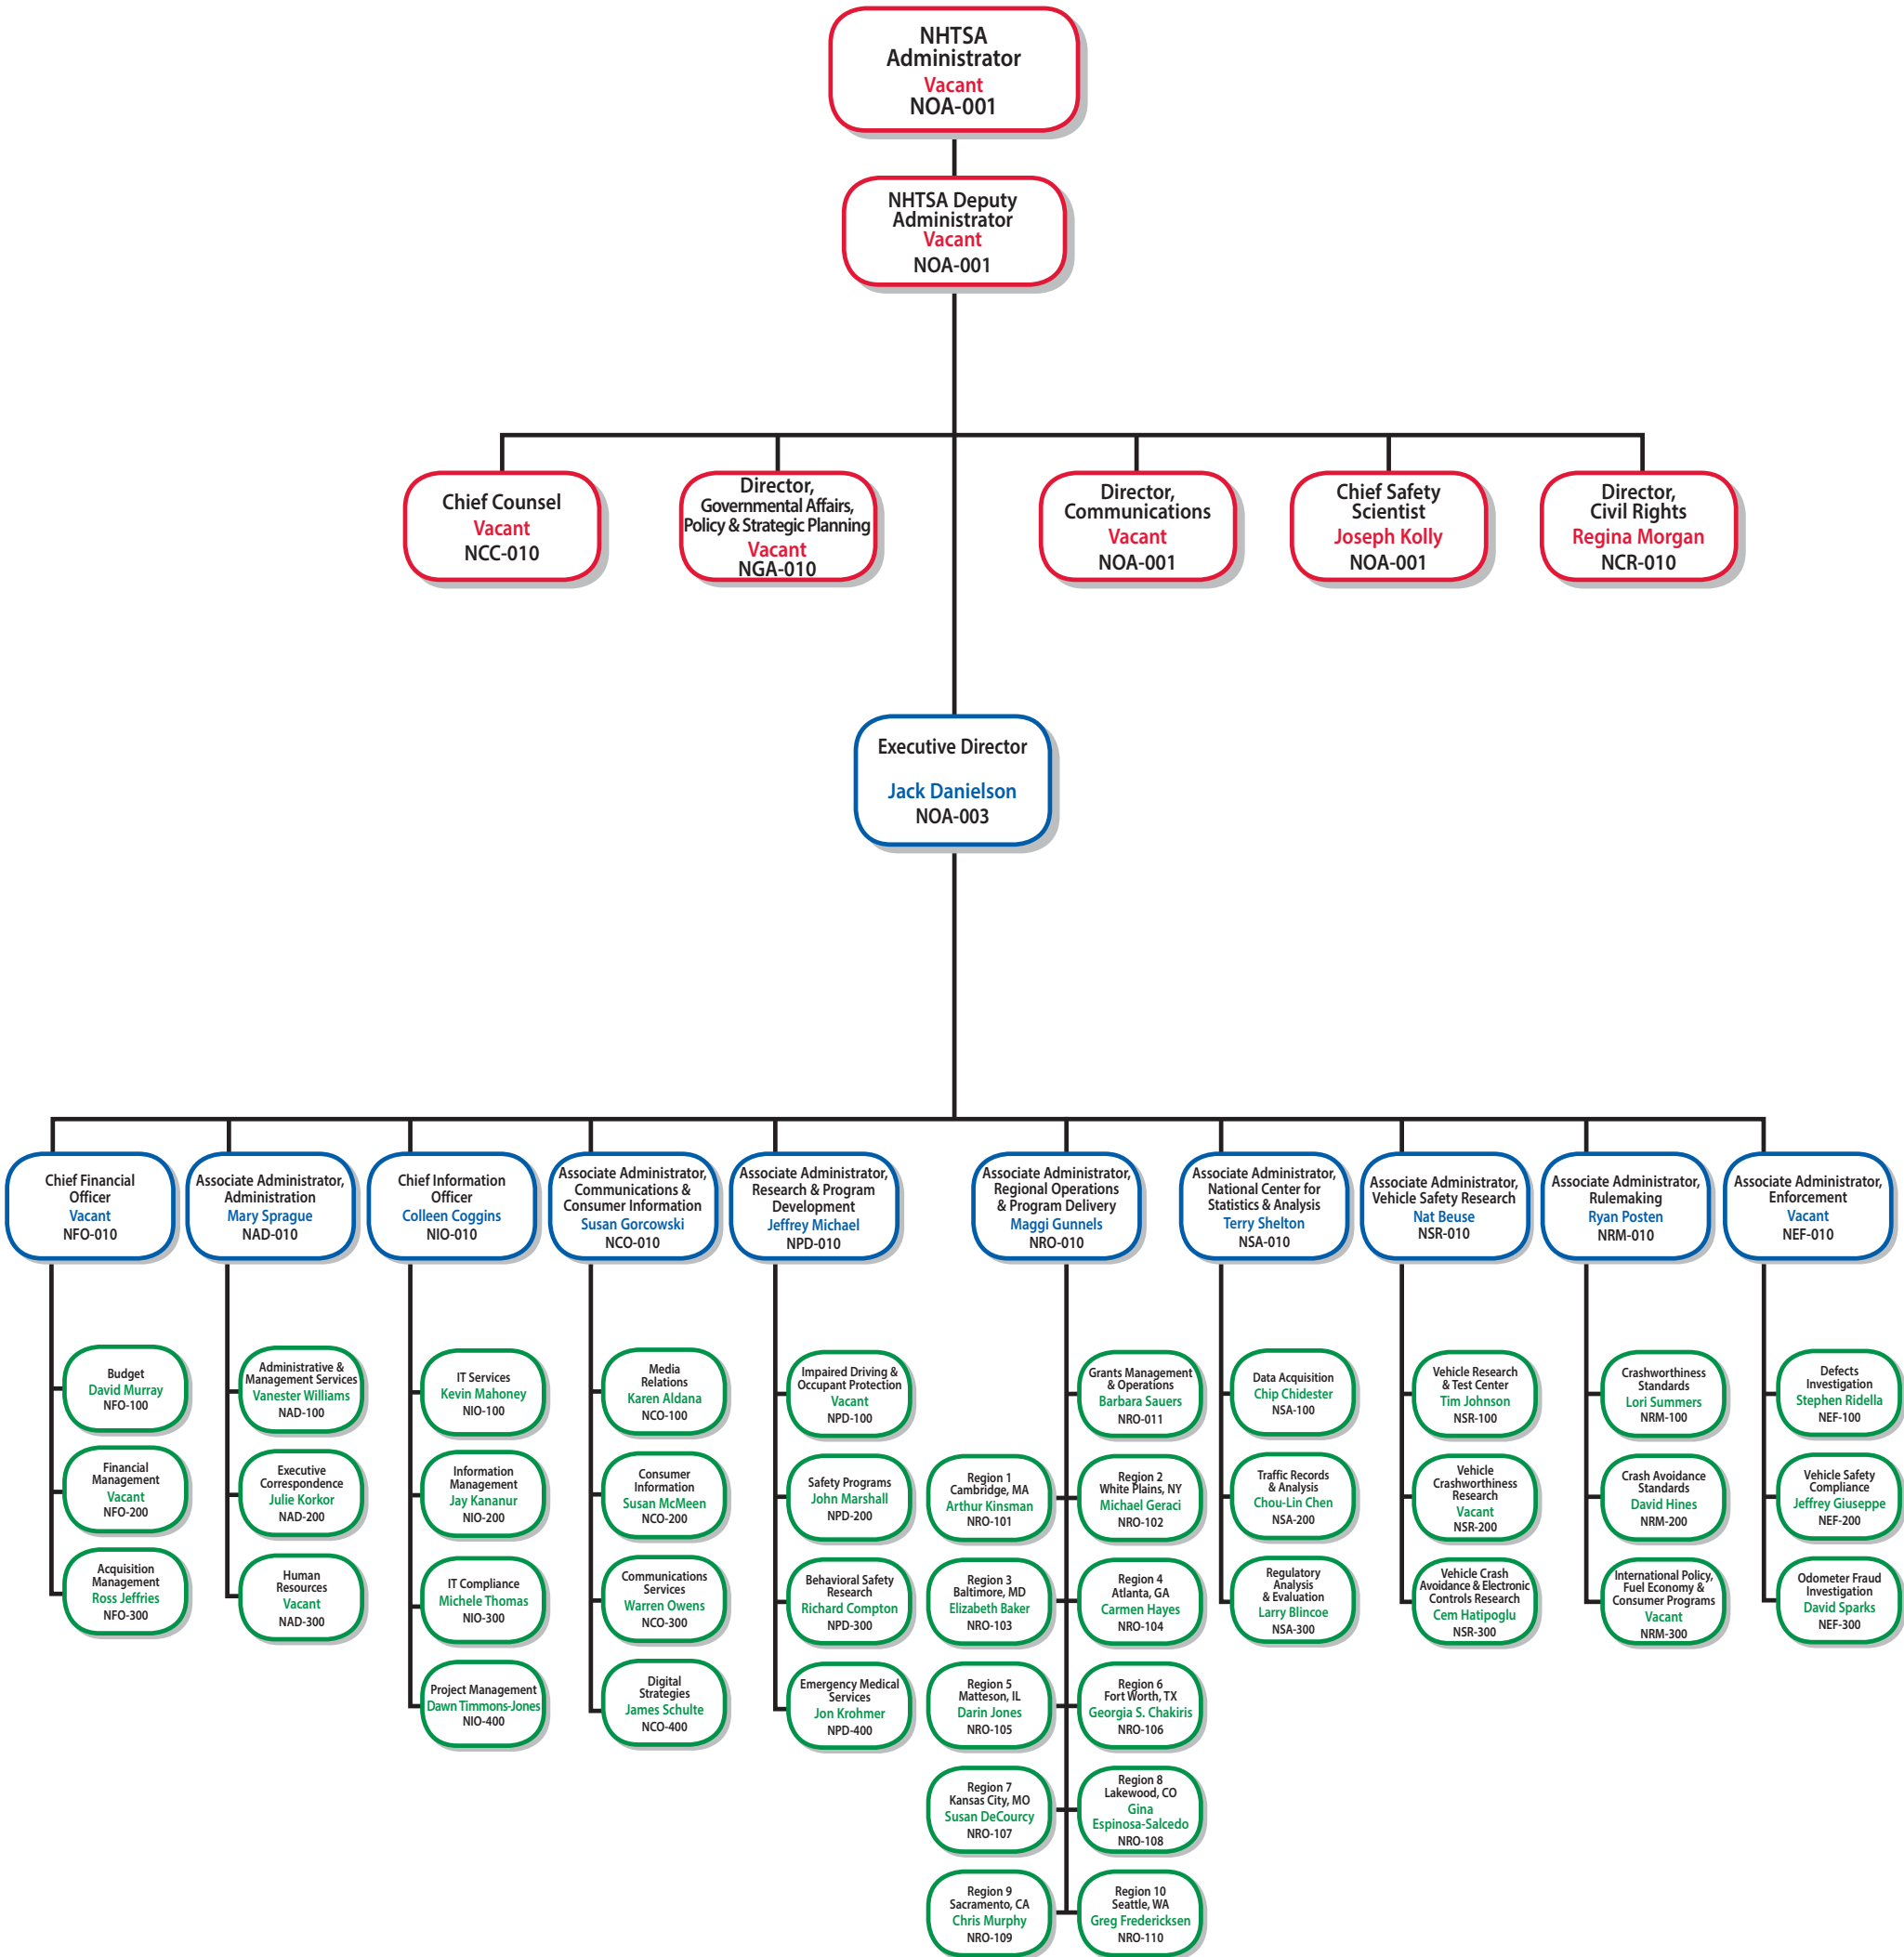 NHTSA
Administrator
Vacant
NOA-001
NHTSA Deputy
Administrator
Vacant
NOA-001
Chief Counsel
Vacant
NCC-010
Director,
Governmental Affairs,
Policy & Strategic Planning
Vacant
NGA-010
Director,
Communications
Vacant
NOA-001
Chief Safety
Scientist
Joseph Kolly
NOA-001
Director,
Civil Rights
Regina Morgan
NCR-010
Executive Director
Jack Danielson
NOA-003
Chief Financial
Officer
Vacant
NFO-010
Associate Administrator,
Administration
Mary Sprague
NAD-010
Chief Information
Officer
Colleen Coggins
NIO-010
Associate Administrator,
Communications &
Consumer Information
Susan Gorcowski
NCO-010
Associate Administrator,
Research & Program
Development
Jeffrey Michael
NPD-010
Associate Administrator,
Regional Operations
& Program Delivery
Maggi Gunnels
NRO-010
Associate Administrator,
National Center for
Statistics & Analysis
Terry Shelton
NSA-010
Associate Administrator,
Vehicle Safety Research
Nat Beuse
NSR-010
Associate Administrator,
Rulemaking
Ryan Posten
NRM-010
Associate Administrator,
Enforcement
Vacant
NEF-010
Budget
David Murray
NFO-100
Financial
Management
Vacant
NFO-200
Acquisition
Management
Ross Jeffries
NFO-300
Administrative &
Management Services
Vanester Williams
NAD-100
Executive
Correspondence
Julie Korkor
NAD-200
Human
Resources
Vacant
NAD-300
IT Services
Kevin Mahoney
NIO-100
Information
Management
Jay Kananur
NIO-200
IT Compliance
Michele Thomas
NIO-300
Project Management
Dawn Timmons-Jones
NIO-400
Media
Relations
Karen Aldana
NCO-100
Consumer
Information
Susan McMeen
NCO-200
Communications
Services
Warren Owens
NCO-300
Digital
Strategies
James Schulte
NCO-400
Impaired Driving &
Occupant Protection
Vacant
NPD-100
Safety Programs
John Marshall
NPD-200
Behavioral Safety
Research
Richard Compton
NPD-300
Emergency Medical
Services
Jon Krohmer
NPD-400
Grants Management
& Operations
Barbara Sauers
NRO-011
Region 1
Cambridge, MA
Arthur Kinsman
NRO-101
Region 2
White Plains, NY
Michael Geraci
NRO-102
Region 3
Baltimore, MD
Elizabeth Baker
NRO-103
Region 4
Atlanta, GA
Carmen Hayes
NRO-104
Region 5
Matteson, IL
Darin Jones
NRO-105
Region 6
Fort Worth, TX
Georgia S. Chakiris
NRO-106
Region 7
Kansas City, MO
Susan DeCourcy
NRO-107
Region 8
Lakewood, CO
Gina
Espinosa-Salcedo
NRO-108
Region 9
Sacramento, CA
Chris Murphy
NRO-109
Region 10
Seattle, WA
Greg Fredericksen
NRO-110
Data Acquisition
Chip Chidester
NSA-100
Traffic Records
& Analysis
Chou-Lin Chen
NSA-200
Regulatory
Analysis
& Evaluation
Larry Blincoe
NSA-300
Vehicle Research
& Test Center
Tim Johnson
NSR-100
Vehicle
Crashworthiness
Research
Vacant
NSR-200
Vehicle Crash
Avoidance & Electronic
Controls Research
Cem Hatipoglu
NSR-300
Crashworthiness
Standards
Lori Summers
NRM-100
Crash Avoidance
Standards
David Hines
NRM-200
International Policy,
Fuel Economy &
Consumer Programs
Vacant
NRM-300
Defects
Investigation
Stephen Ridella
NEF-100
Vehicle Safety
Compliance
Jeffrey Giuseppe
NEF-200
Odometer Fraud
Investigation
David Sparks
NEF-300